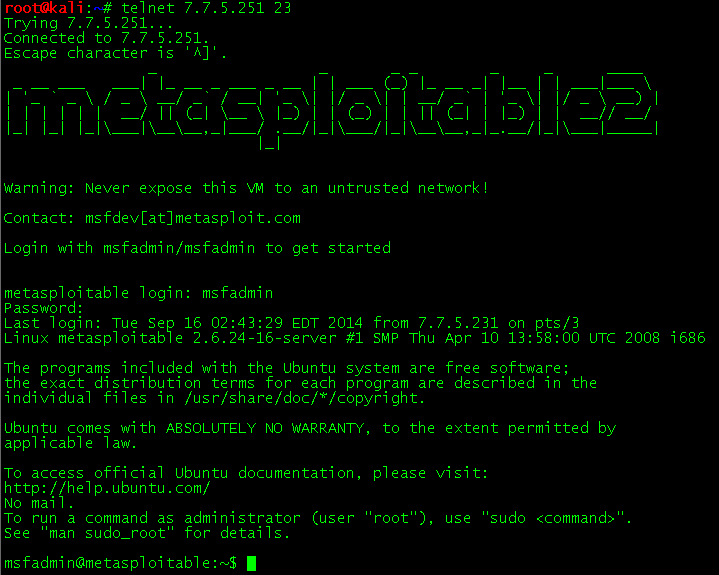 root@kali:~# telnet 7.7.5.251 23
Trying 7.7.5.251...
Connected to 7.7.5.251.
Escape character is '^]'.
metasploitable2
Warning: Never expose this VM to an untrusted network!
Contact: msfdev[at]metasploit.com
Login with msfadmin/msfadmin to get started
metasploitable login: msfadmin
Password:
Last login: Tue Sep 16 02:43:29 EDT 2014 from 7.7.5.231 on pts/3
Linux metasploitable 2.6.24-16-server #1 SMP Thu Apr 10 13:58:00 UTC 2008 i686
The programs included with the Ubuntu system are free software;
the exact distribution terms for each program are described in the
individual files in /usr/share/doc/*/copyright.
Ubuntu comes with ABSOLUTELY NO WARRANTY, to the extent permitted by
applicable law.
To access official Ubuntu documentation, please visit:
http://help.ubuntu.com/
No mail.
To run a command as administrator (user "root"), use "sudo <command>".
See "man sudo_root" for details.
msfadmin@metasploitable:~$